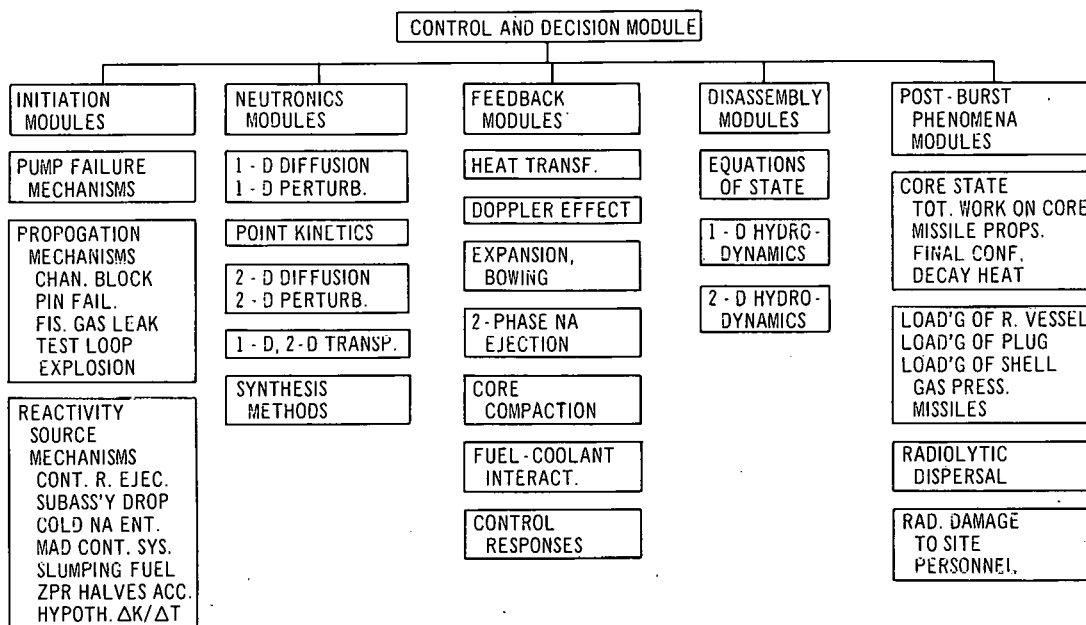 CONTROL AND DECISION MODULE
INITIATION
MODULES
PUMP FAILURE
MECHANISMS
PROPOGATION
MECHANISMS
CHAN. BLOCK
PIN FAIL.
FIS. GAS LEAK
TEST LOOP
EXPLOSION
REACTIVITY
SOURCE
MECHANISMS
CONT. R. EJEC.
SUBASS'Y DROP
COLD NA ENT.
MAD CONT. SYS.
SLUMPING FUEL
ZPR HALVES ACC.
HYPOTH. ΔK/ΔT
NEUTRONICS
MODULES
1 - D DIFFUSION
1 - D PERTURB.
POINT KINETICS
2 - D DIFFUSION
2 - D PERTURB.
1 - D, 2 - D TRANSP.
SYNTHESIS
METHODS
FEEDBACK
MODULES
HEAT TRANSF.
DOPPLER EFFECT
EXPANSION,
BOWING
2 - PHASE NA
EJECTION
CORE
COMPACTION
FUEL - COOLANT
INTERACT.
CONTROL
RESPONSES
DISASSEMBLY
MODULES
EQUATIONS
OF STATE
1 - D HYDRO -
DYNAMICS
2 - D HYDRO -
DYNAMICS
POST - BURST
PHENOMENA
MODULES
CORE STATE
TOT. WORK ON CORE
MISSILE PROPS.
FINAL CONF.
DECAY HEAT
LOAD'G OF R. VESSEL
LOAD'G OF PLUG
LOAD'G OF SHELL
GAS PRESS.
MISSILES
RADIOLYTIC
DISPERSAL
RAD. DAMAGE
TO SITE
PERSONNEL